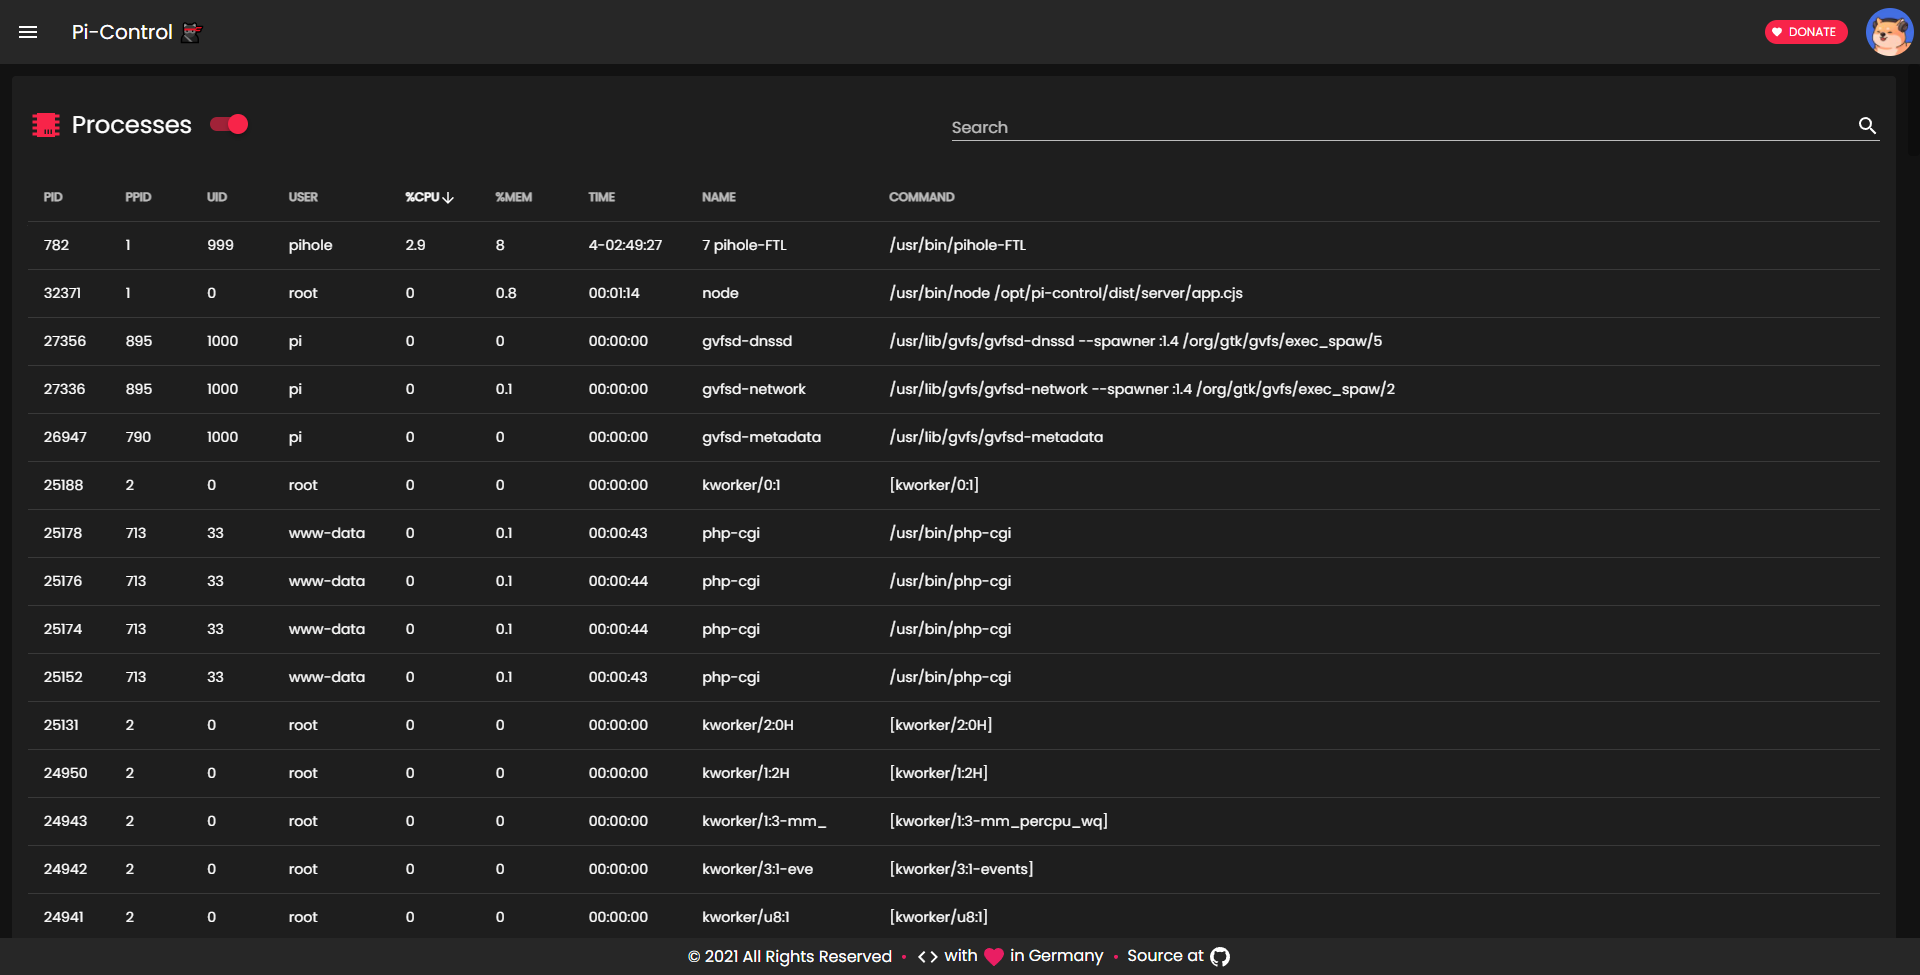 Pi-Control
DONATE
Processes
Search
PID PPID UID USER %CPU %MEM TIME NAME COMMAND
782 1 999 pihole 2.9 8 4-02:49:27 7 pihole-FTL /usr/bin/pihole-FTL
32371 1 0 root 0 0.8 00:01:14 node /usr/bin/node /opt/pi-control/dist/server/app.cjs
27356 895 1000 pi 0 0 00:00:00 gvfsd-dnssd /usr/lib/gvfs/gvfsd-dnssd --spawner :1.4 /org/gtk/gvfs/exec_spaw/5
27336 895 1000 pi 0 0.1 00:00:00 gvfsd-network /usr/lib/gvfs/gvfsd-network --spawner :1.4 /org/gtk/gvfs/exec_spaw/2
26947 790 1000 pi 0 0 00:00:00 gvfsd-metadata /usr/lib/gvfs/gvfsd-metadata
25188 2 0 root 0 0 00:00:00 kworker/0:1 [kworker/0:1]
25178 713 33 www-data 0 0.1 00:00:43 php-cgi /usr/bin/php-cgi
25176 713 33 www-data 0 0.1 00:00:44 php-cgi /usr/bin/php-cgi
25174 713 33 www-data 0 0.1 00:00:44 php-cgi /usr/bin/php-cgi
25152 713 33 www-data 0 0.1 00:00:43 php-cgi /usr/bin/php-cgi
25131 2 0 root 0 0 00:00:00 kworker/2:0H [kworker/2:0H]
24950 2 0 root 0 0 00:00:00 kworker/1:2H [kworker/1:2H]
24943 2 0 root 0 0 00:00:00 kworker/1:3-mm_ [kworker/1:3-mm_percpu_wq]
24942 2 0 root 0 0 00:00:00 kworker/3:1-eve [kworker/3:1-events]
24941 2 0 root 0 0 00:00:00 kworker/u8:1 [kworker/u8:1]
© 2021 All Rights Reserved • <> with ♥ in Germany • Source at